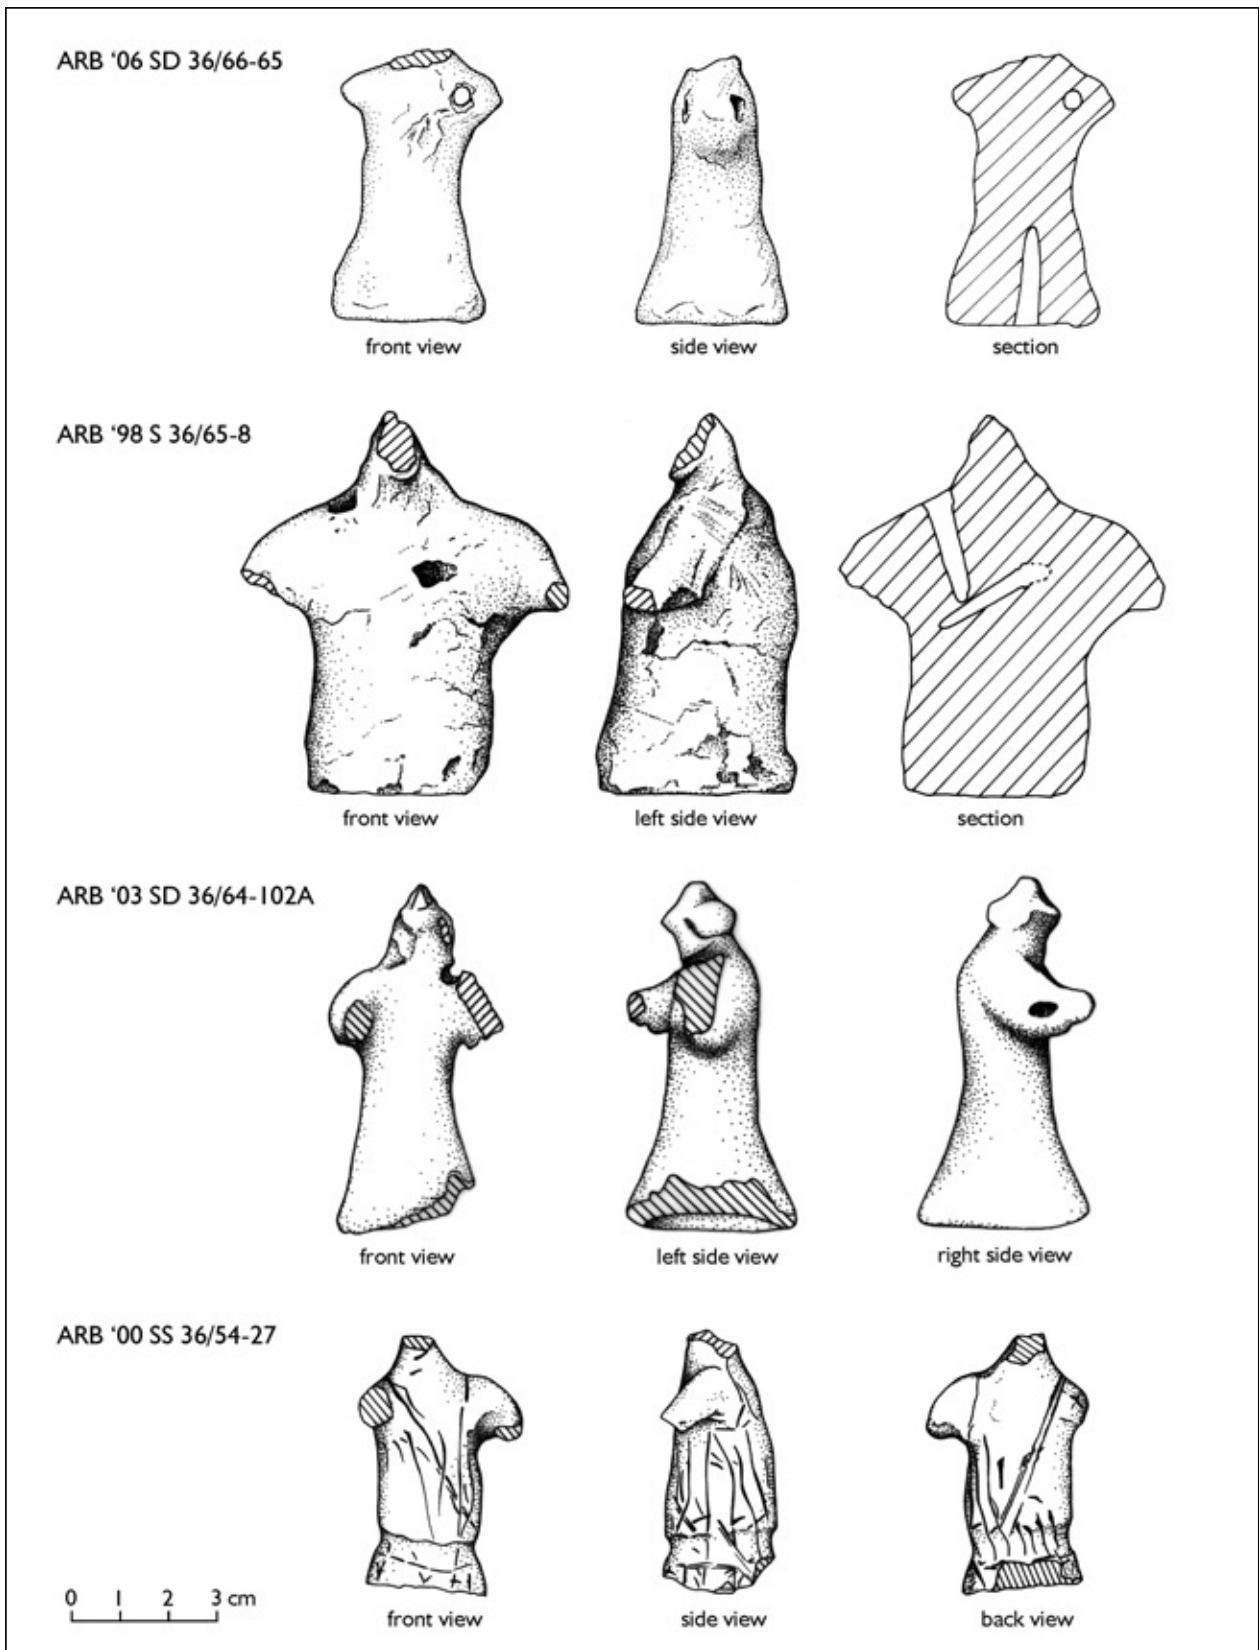 ARB ‘06 SD 36/66-65
front view
side view
section
ARB ‘98 S 36/65-8
front view
left side view
section
ARB ‘03 SD 36/64-102A
front view
left side view
right side view
ARB ‘00 SS 36/54-27
0 1 2 3 cm
front view
side view
back view